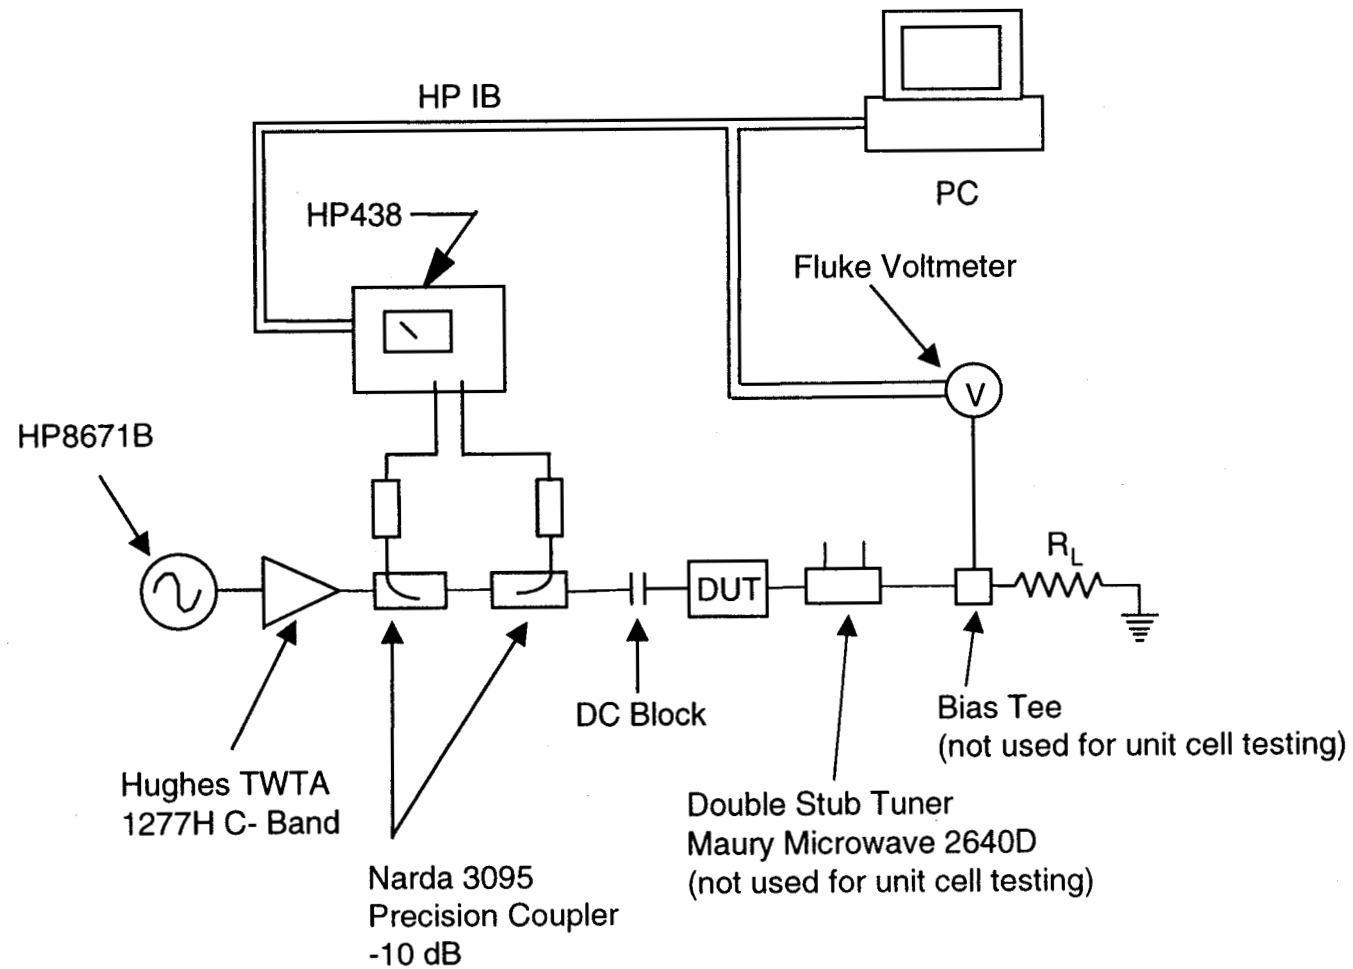 HP IB
PC
HP438
Fluke Voltmeter
V
HP8671B
R_L
DUT
DC Block
Bias Tee
(not used for unit cell testing)
Hughes TWTA
1277H C- Band
Double Stub Tuner
Maury Microwave 2640D
(not used for unit cell testing)
Narda 3095
Precision Coupler
-10 dB